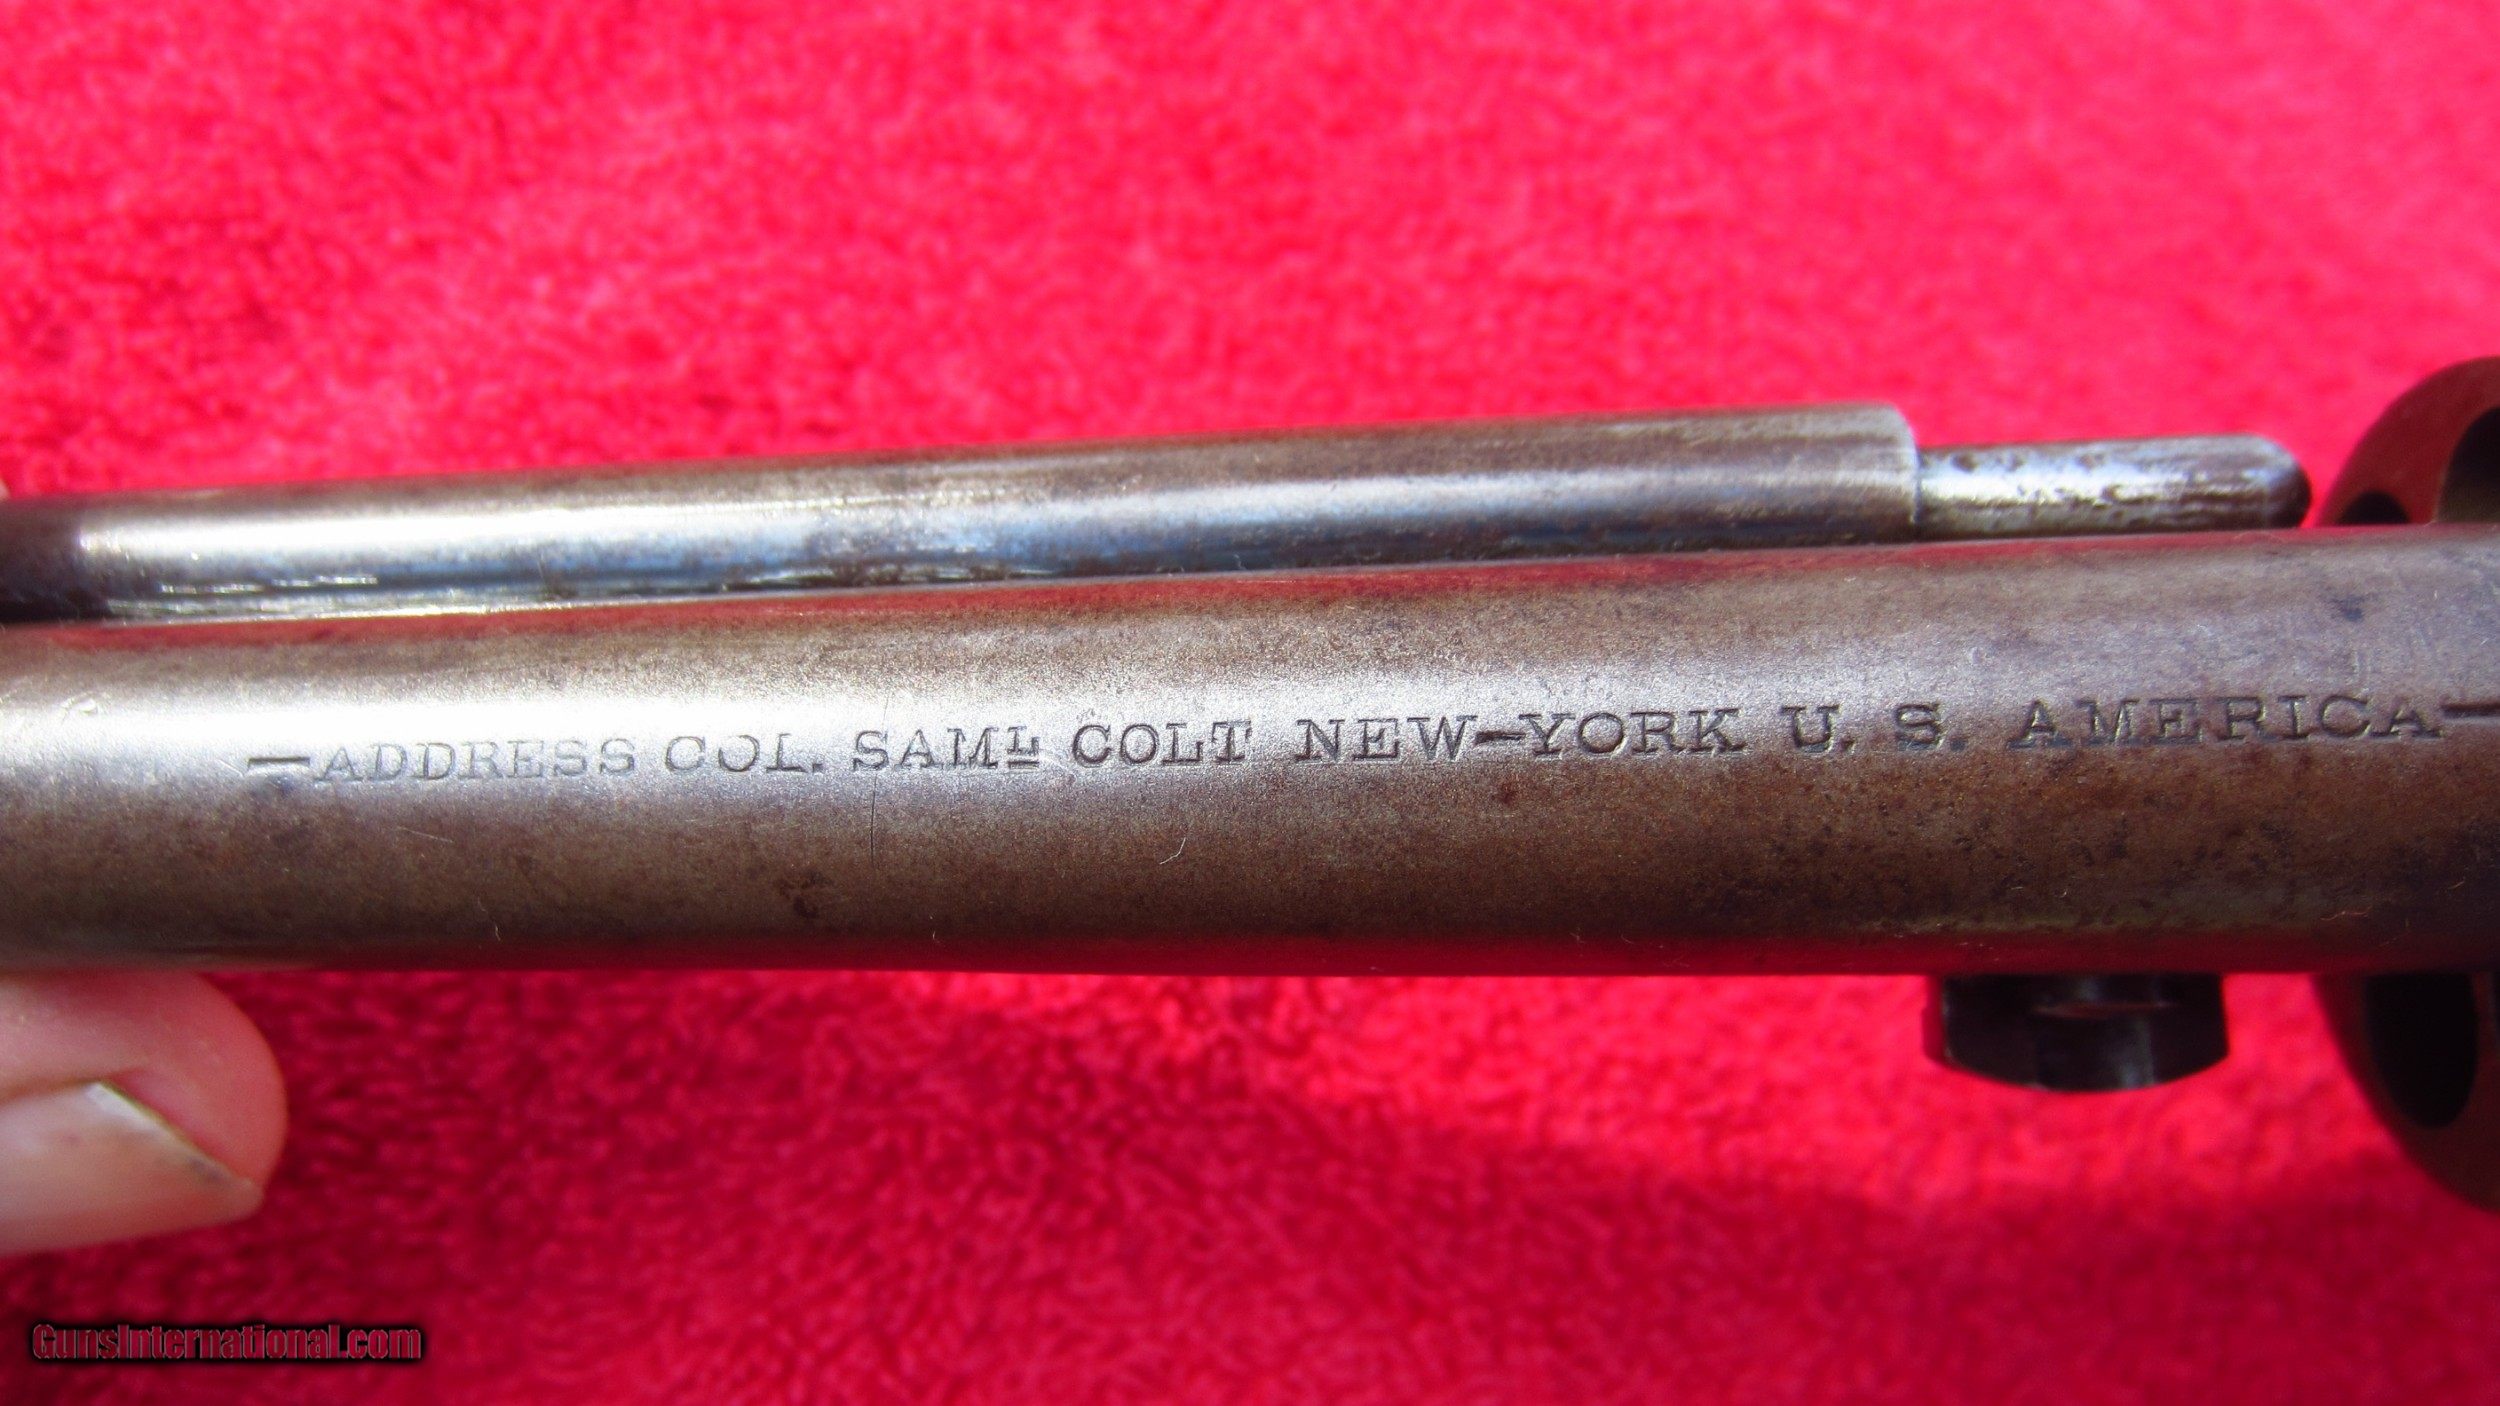 —ADDRESS COL. SAML COLT NEW-YORK U. S. AMERICA—
GunsInternational.com